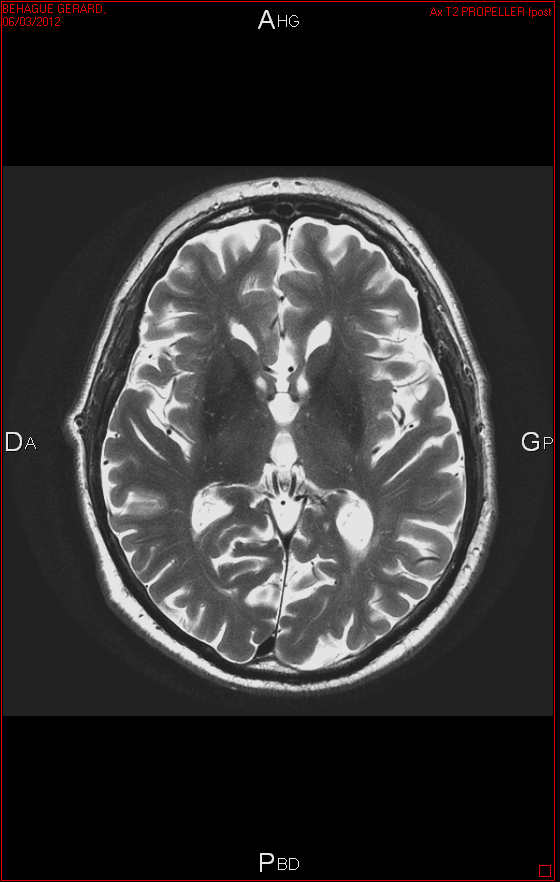 BEHAGUE GERARD.
06/03/2012
AHG
Ax T2 PROPELLER fpost
DA
GP
PBD